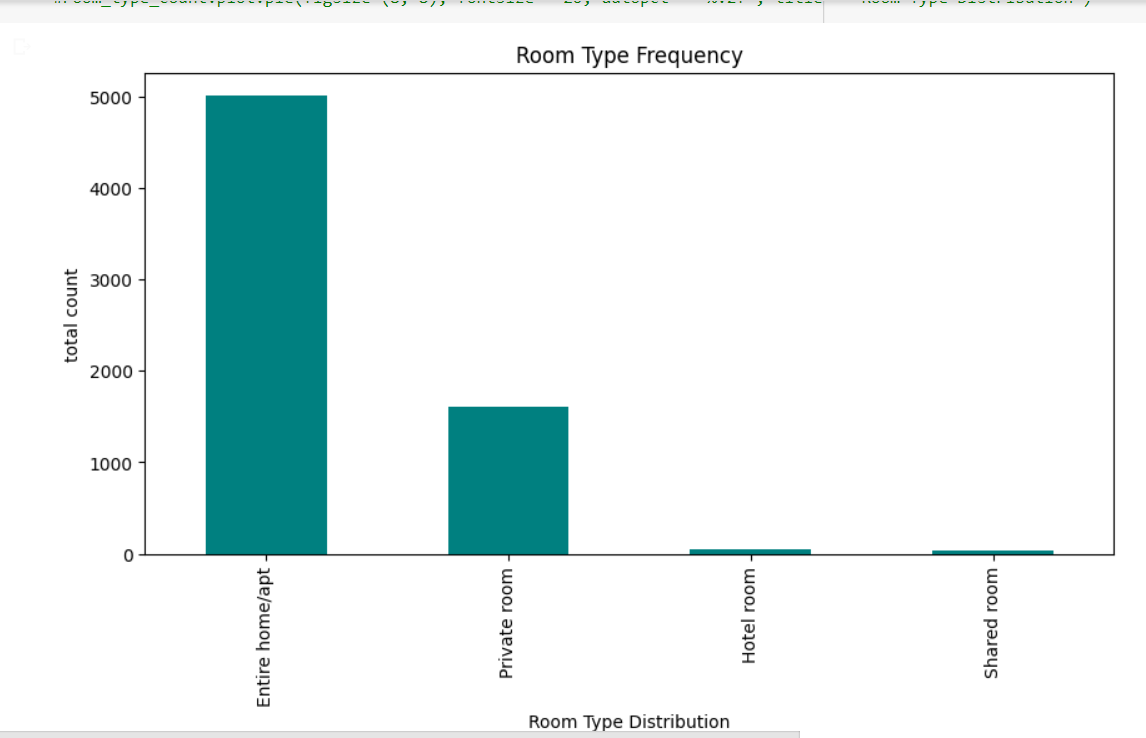 Room Type Frequency
total count
5000
4000
3000
2000
1000
0
Entire home/apt
Private room
Hotel room
Shared room
Room Type Distribution